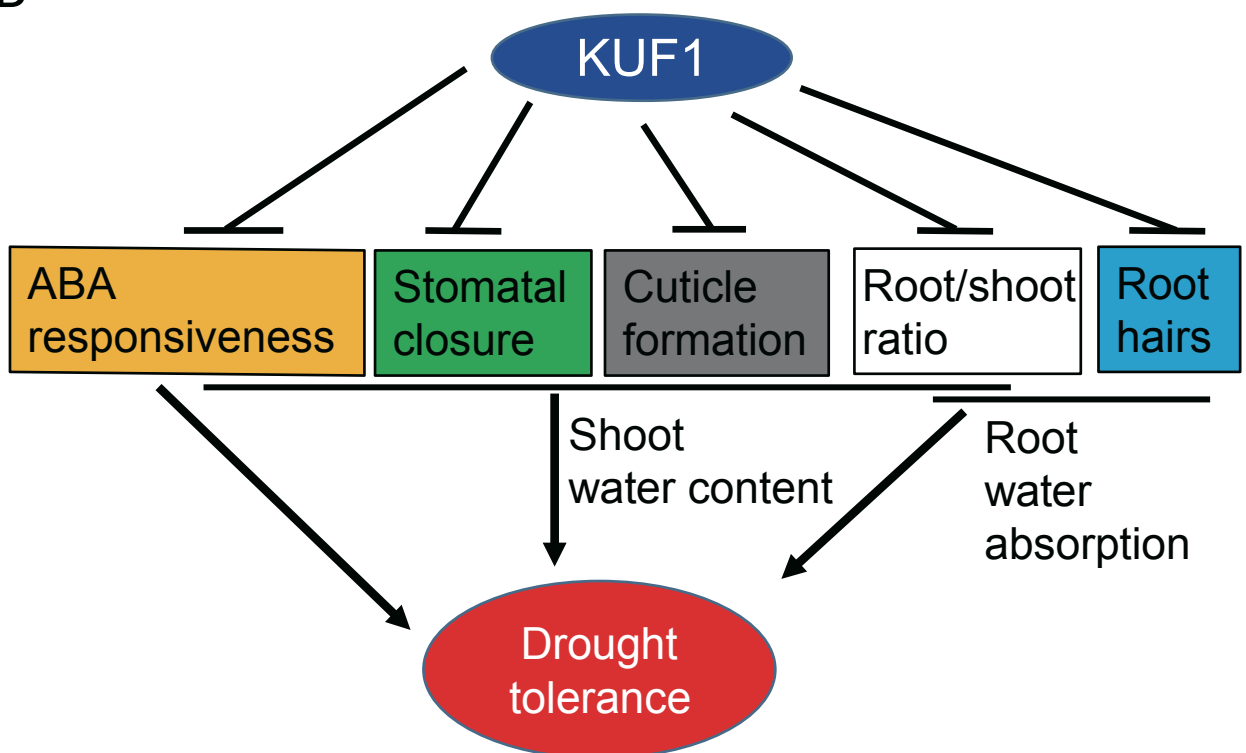 KUF1
ABA
responsiveness
Stomatal
closure
Cuticle
formation
Root/shoot
ratio
Root
hairs
Shoot
water content
Root
water
absorption
Drought
tolerance